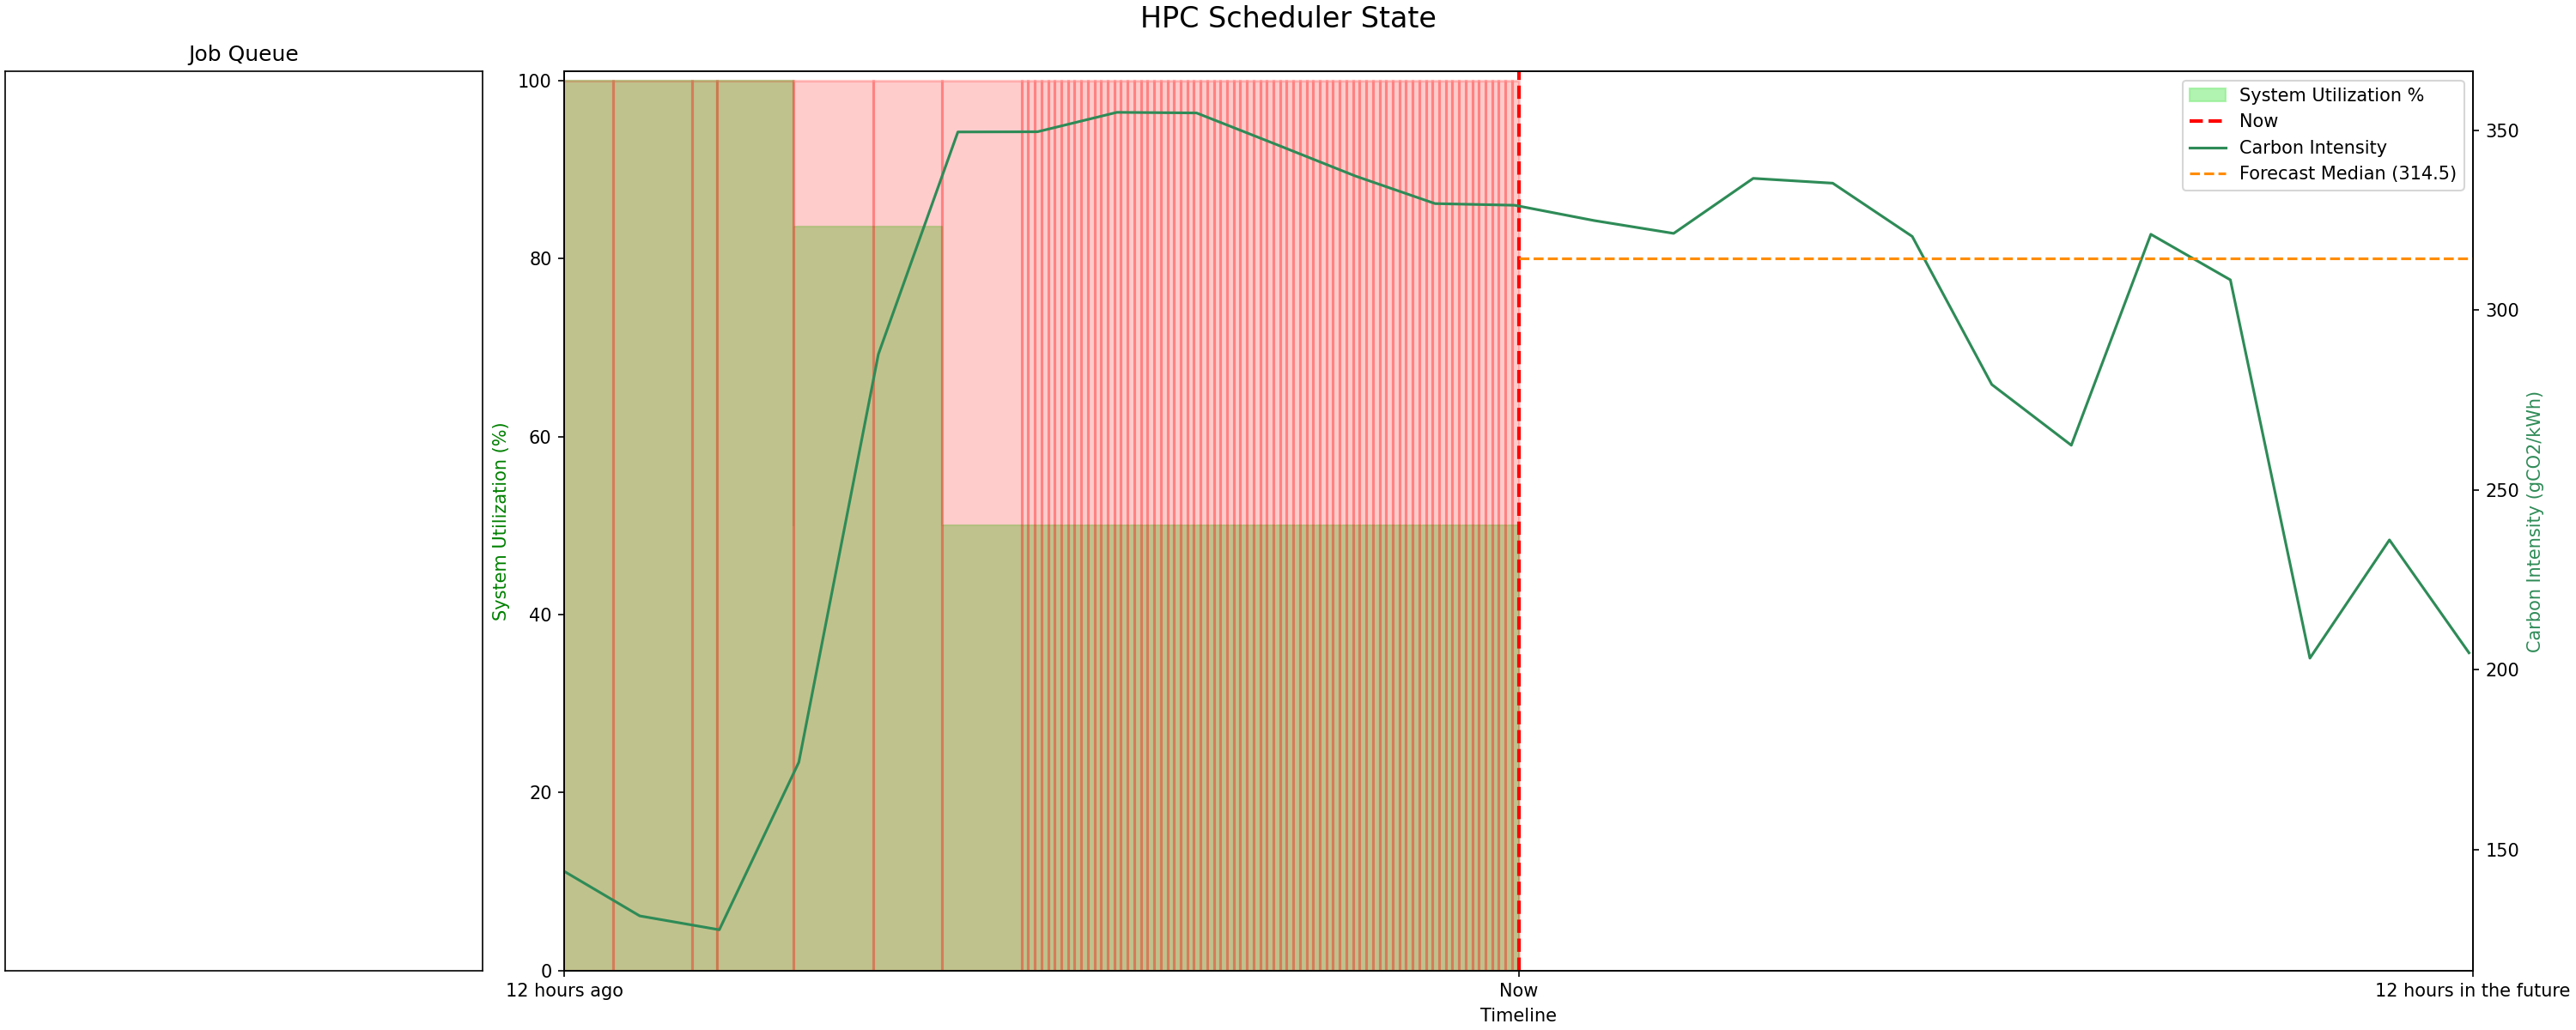 HPC Scheduler State
Job Queue
System Utilization (%)
100
80
60
40
20
0
System Utilization %
Now
Carbon Intensity
Forecast Median (314.5)
350
300
250
200
150
Carbon Intensity (gCO2/kWh)
12 hours ago
Now
12 hours in the future
Timeline